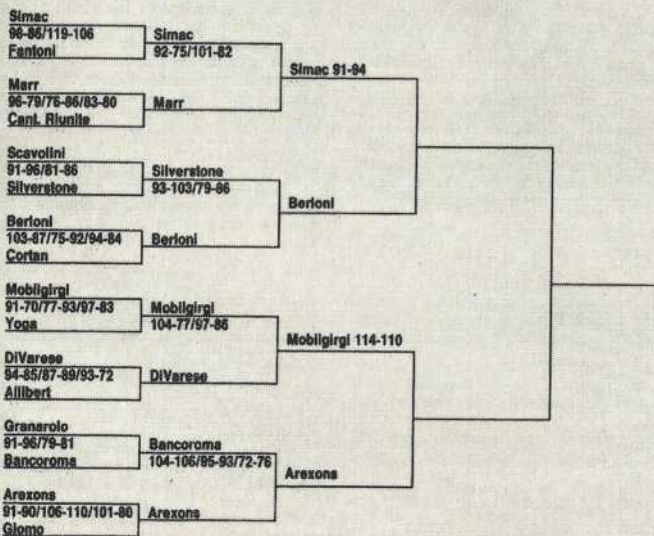 Simac
96-86/119-106
Fantoni
Marr
96-79/76-86/83-80
Cant. Riunite
Scavolini
91-96/81-86
Silverstone
Berloni
103-87/75-92/94-84
Cortan
Mobilgirgi
91-70/77-93/97-83
Yoga
DiVarese
94-85/87-89/93-72
Allibert
Granarolo
91-96/79-81
Bancoroma
Arexons
91-90/106-110/101-80
Giomo
Simac
92-75/101-82
Marr
Silverstone
93-103/79-86
Berloni
Mobilgirgi
104-77/97-86
DiVarese
Bancoroma
104-106/95-93/72-76
Arexons
Simac 91-94
Berloni
Mobilgirgi 114-110
Arexons